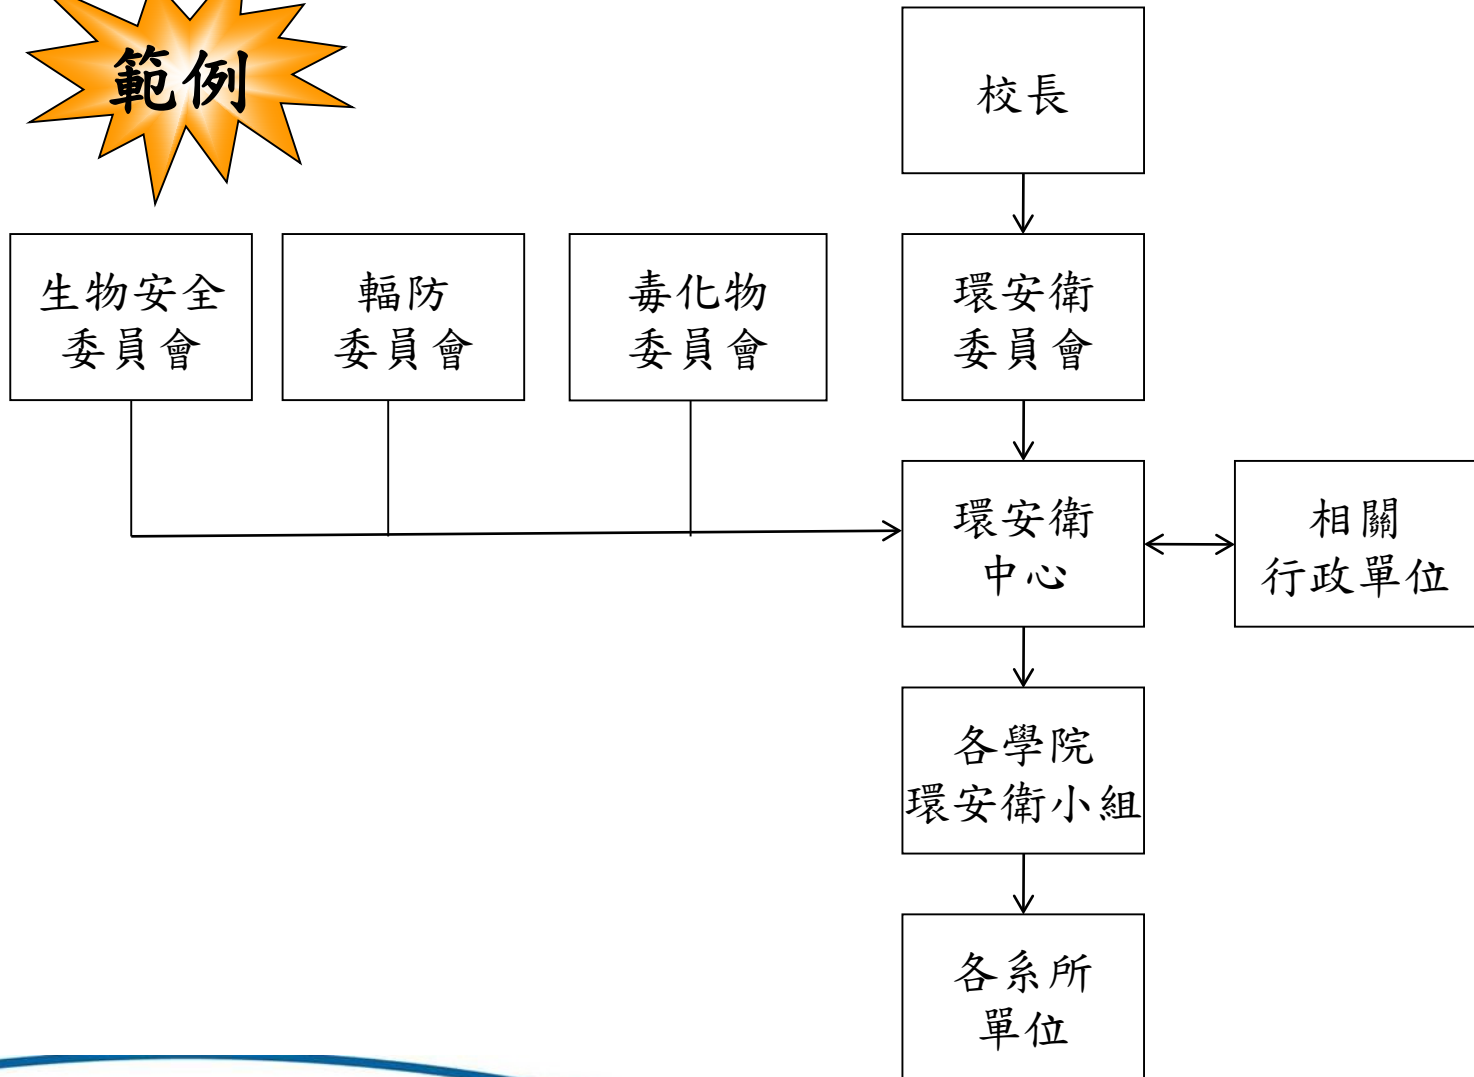 範例
校長
生物安全
委員會
輻防
委員會
毒化物
委員會
環安衛
委員會
環安衛
中心
相關
行政單位
各學院
環安衛小組
各系所
單位